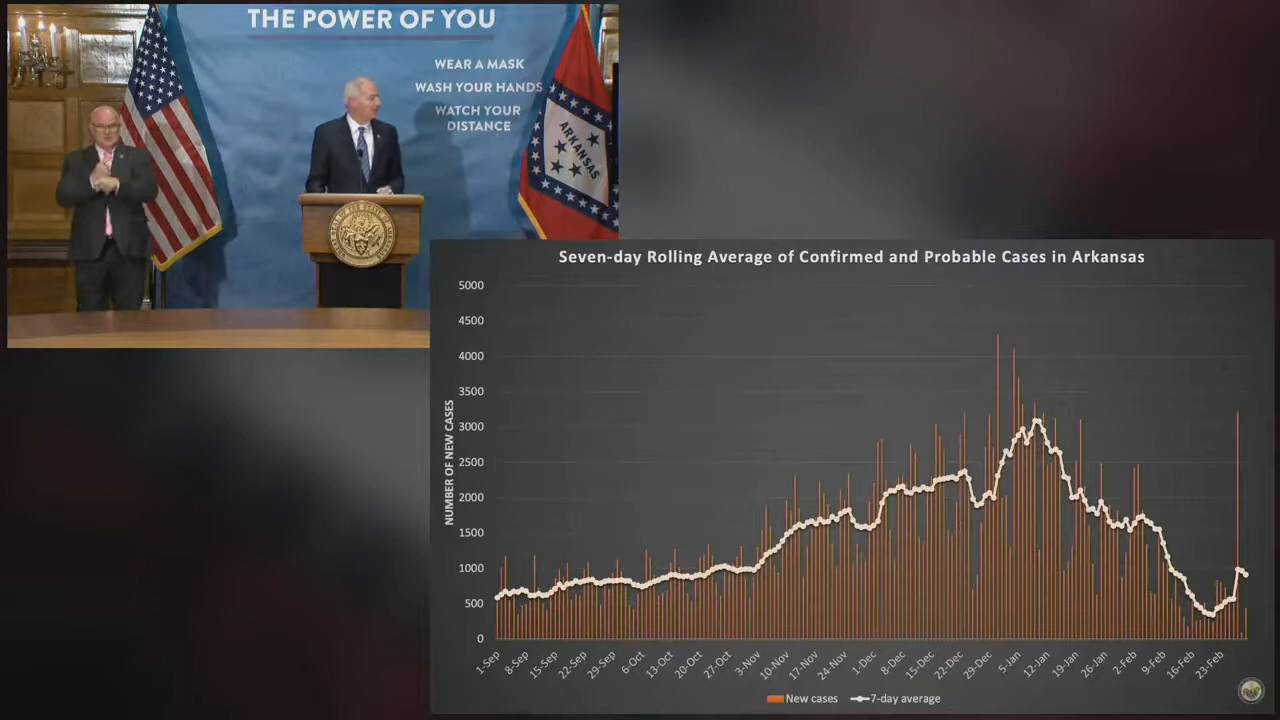 THE POWER OF YOU
WEAR A MASK
WASH YOUR HANDS
WATCH YOUR
DISTANCE
ARKANSAS
Seven-day Rolling Average of Confirmed and Probable Cases in Arkansas
NUMBER OF NEW CASES
5000
4500
4000
3500
3000
2500
2000
1500
1000
500
0
1-Sep
8-Sep
15-Sep
22-Sep
29-Sep
6-Oct
13-Oct
20-Oct
27-Oct
3-Nov
10-Nov
17-Nov
24-Nov
1-Dec
8-Dec
15-Dec
22-Dec
29-Dec
5-Jan
12-Jan
19-Jan
26-Jan
2-Feb
9-Feb
16-Feb
23-Feb
New cases
7-day average